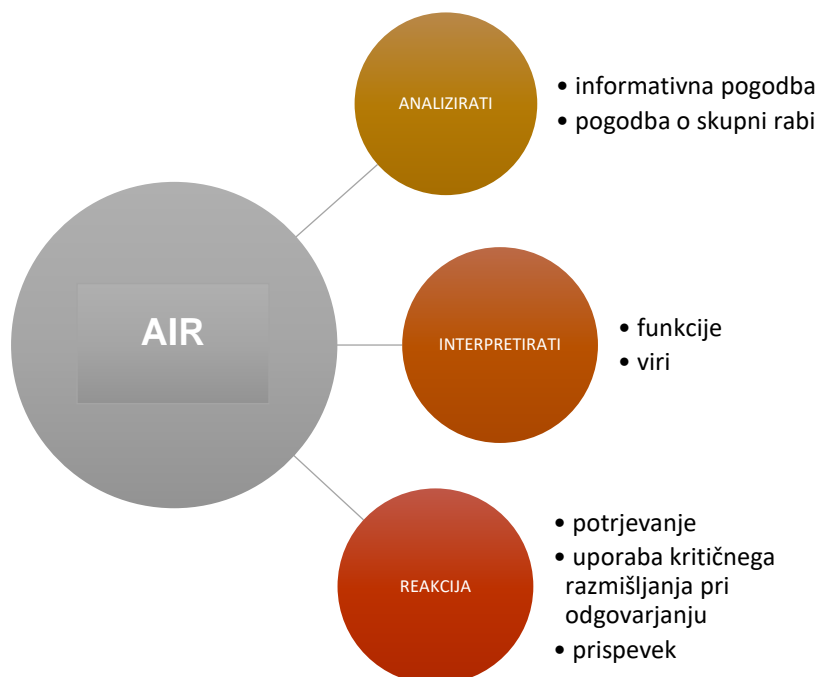 AIR
ANALIZIRATI
• informativna pogodba
• pogodba o skupni rabi
INTERPRETIRATI
• funkcije
• viri
REAKCIJA
• potrjevanje
• uporaba kritičnega
razmišljanja pri
odgovarjanju
• prispevek